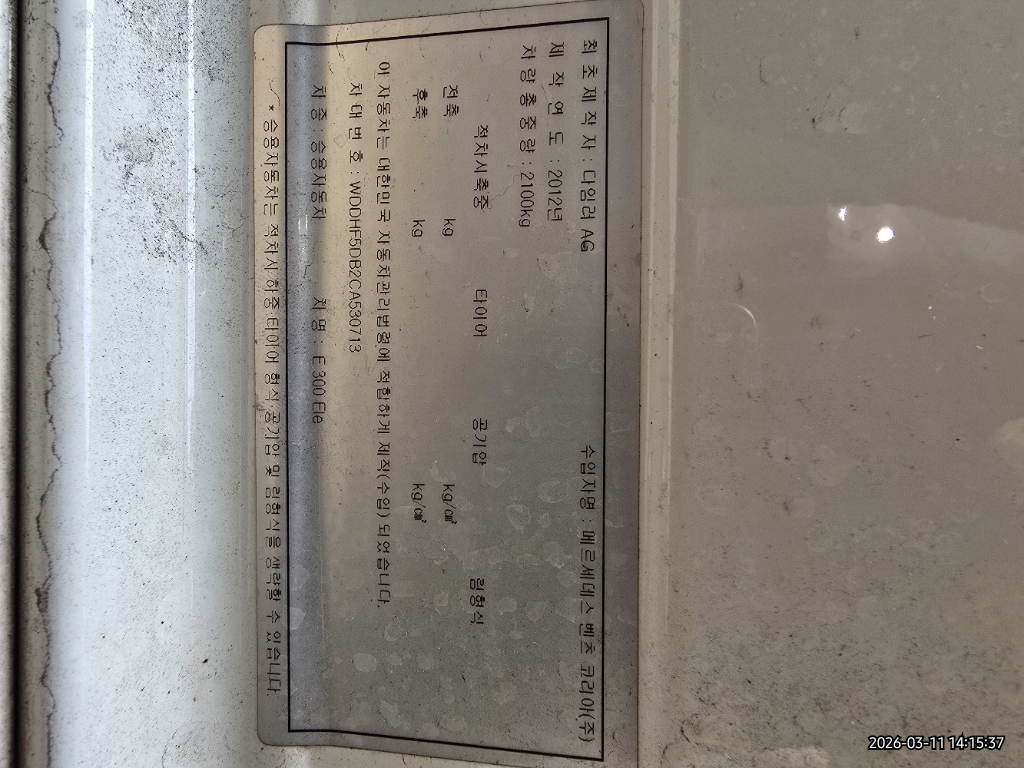 최초제작자 : 다임러 AG 수입자명 : 메르세데스벤츠 코리아(주)
제 작 연 도 : 2012년
차량총중량 : 2100kg
적차시축중 타이어 공기압 림형식
전축 kg kg/㎠
후축 kg kg/㎠
이 자동차는 대한민국 자동차관리법령에 적합하게 제작(수입) 되었습니다.
차 대 번 호 : WDDHF5DB2CA530713
차종 : 승용자동차 차 명 : E 300 Ele
* 승용자동차는 적차시 하중 타이어 형식 공기압 및 림형식을 생략할 수 있습니다.
2026-03-11 14:15:37